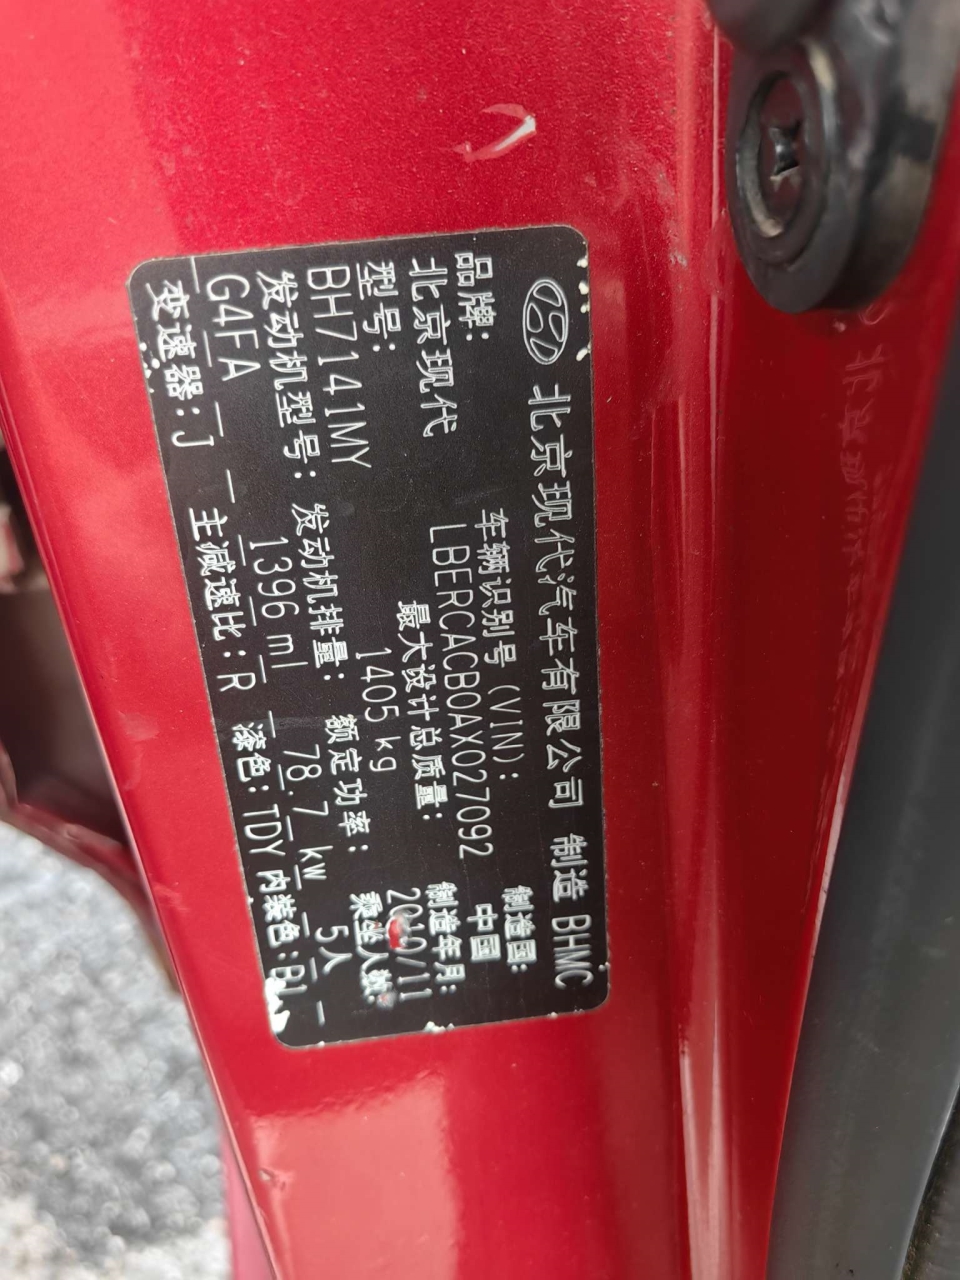 北京现代汽车有限公司 制造 BHMC
品牌: 车辆识别号(VIN): 制造国:
北京现代 LBERCACB0AX027092 中国
型号: 最大设计总质量: 制造年月:
BH7141MY 1405 kg
发动机型号: 发动机排量: 额定功率: 乘坐人数:
G4FA 1396 ml 78 7 kW 5人
变速器:J 主减速比:R 漆色:TDY 内装色: